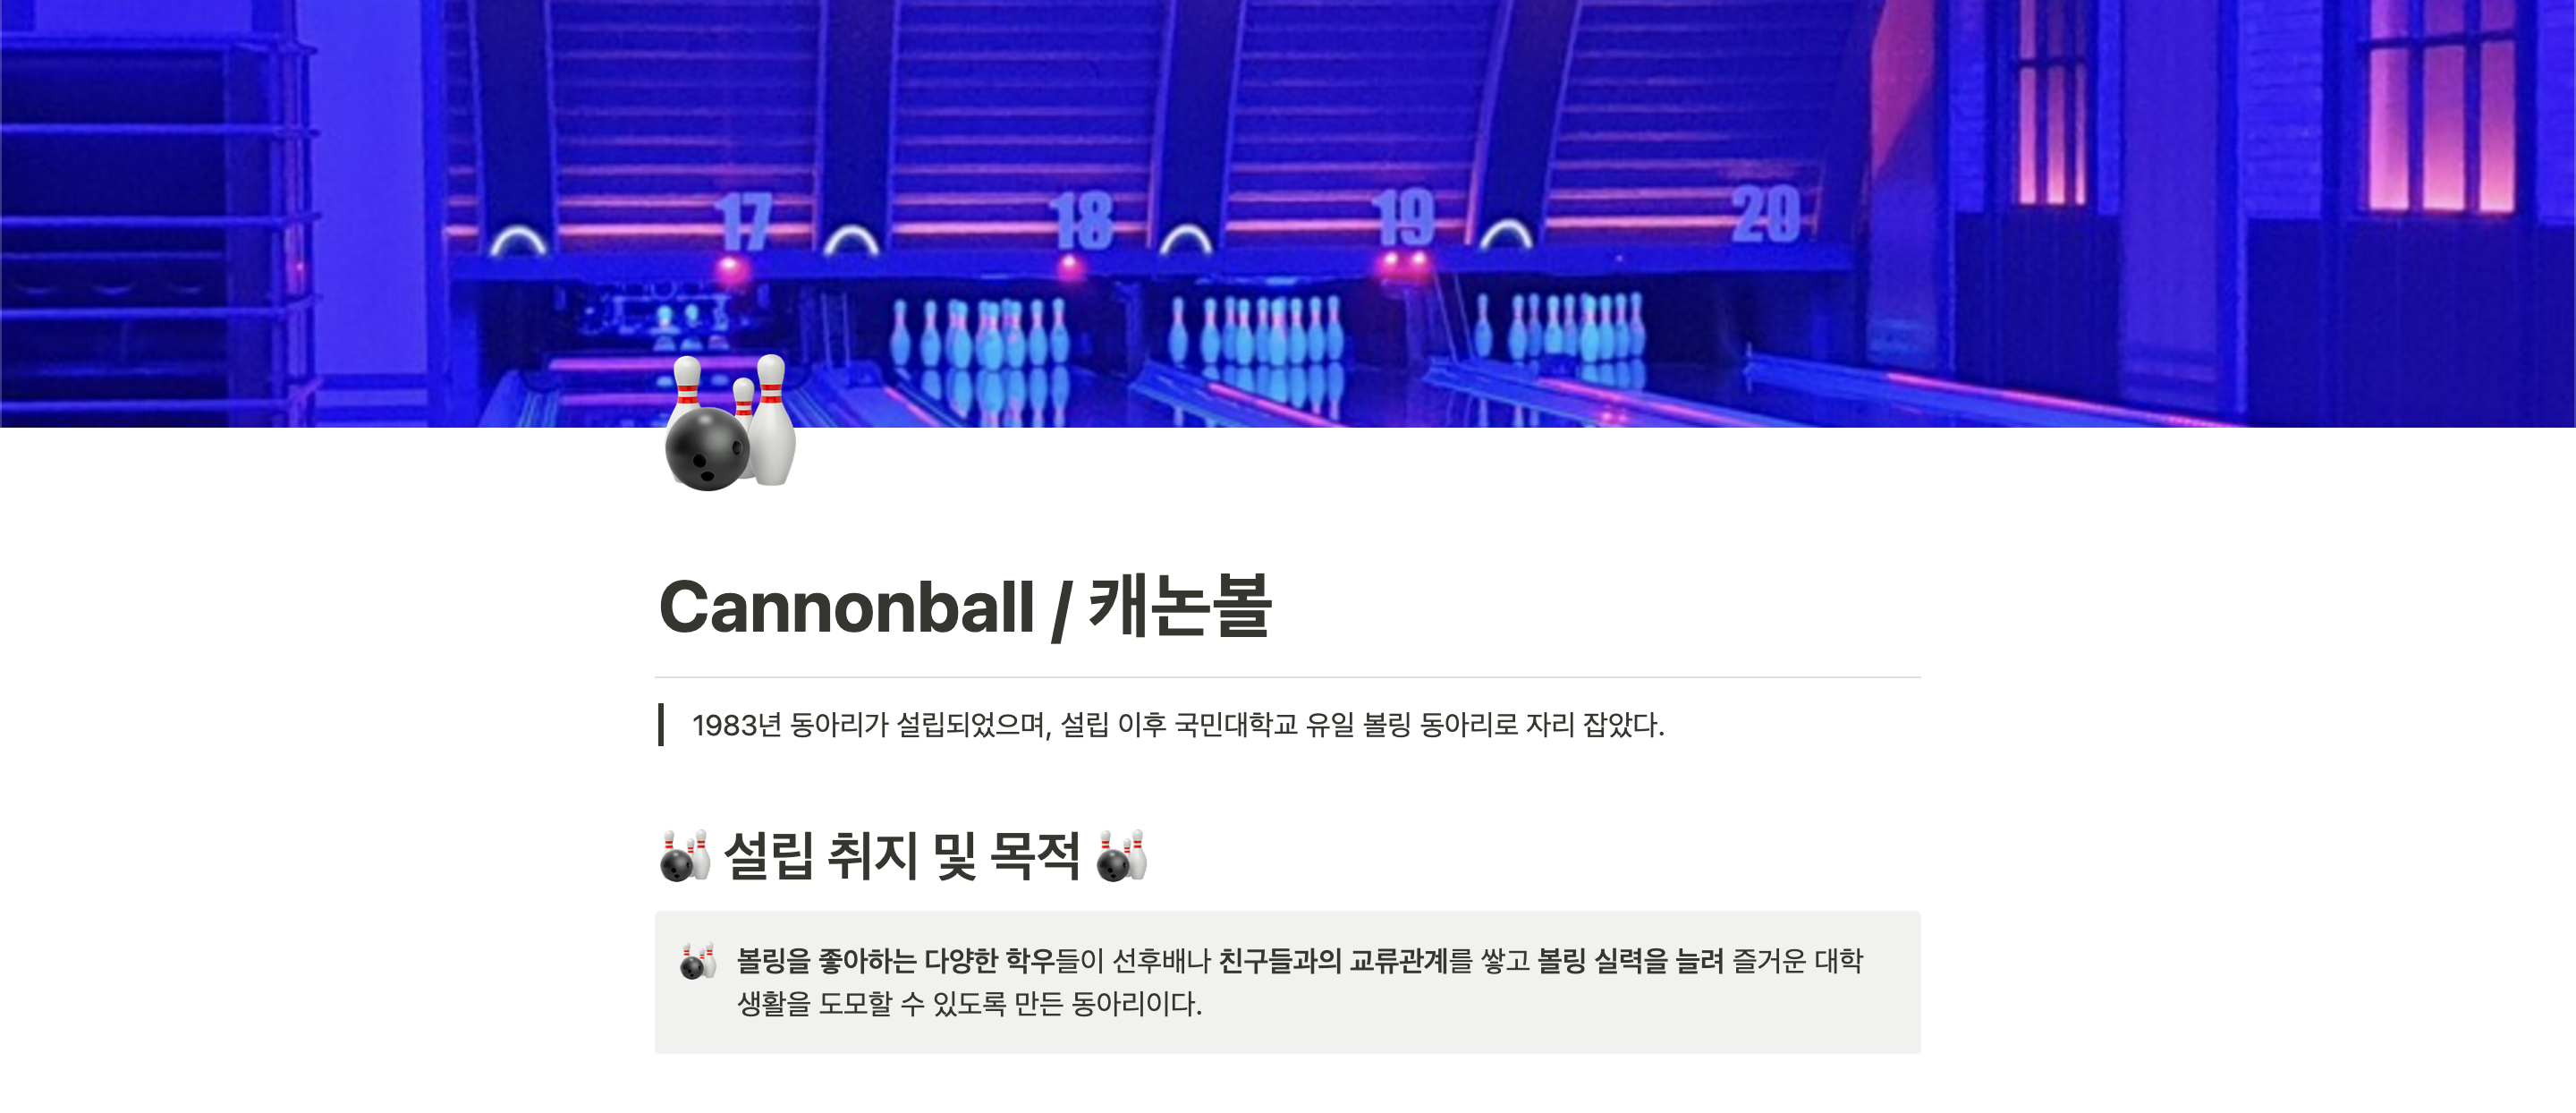 17 18 19 20
Cannonball / 캐논볼
1983년 동아리가 설립되었으며, 설립 이후 국민대학교 유일 볼링 동아리로 자리 잡았다.
설립 취지 및 목적
볼링을 좋아하는 다양한 학우들이 선후배나 친구들과의 교류관계를 쌓고 볼링 실력을 늘려 즐거운 대학
생활을 도모할 수 있도록 만든 동아리이다.